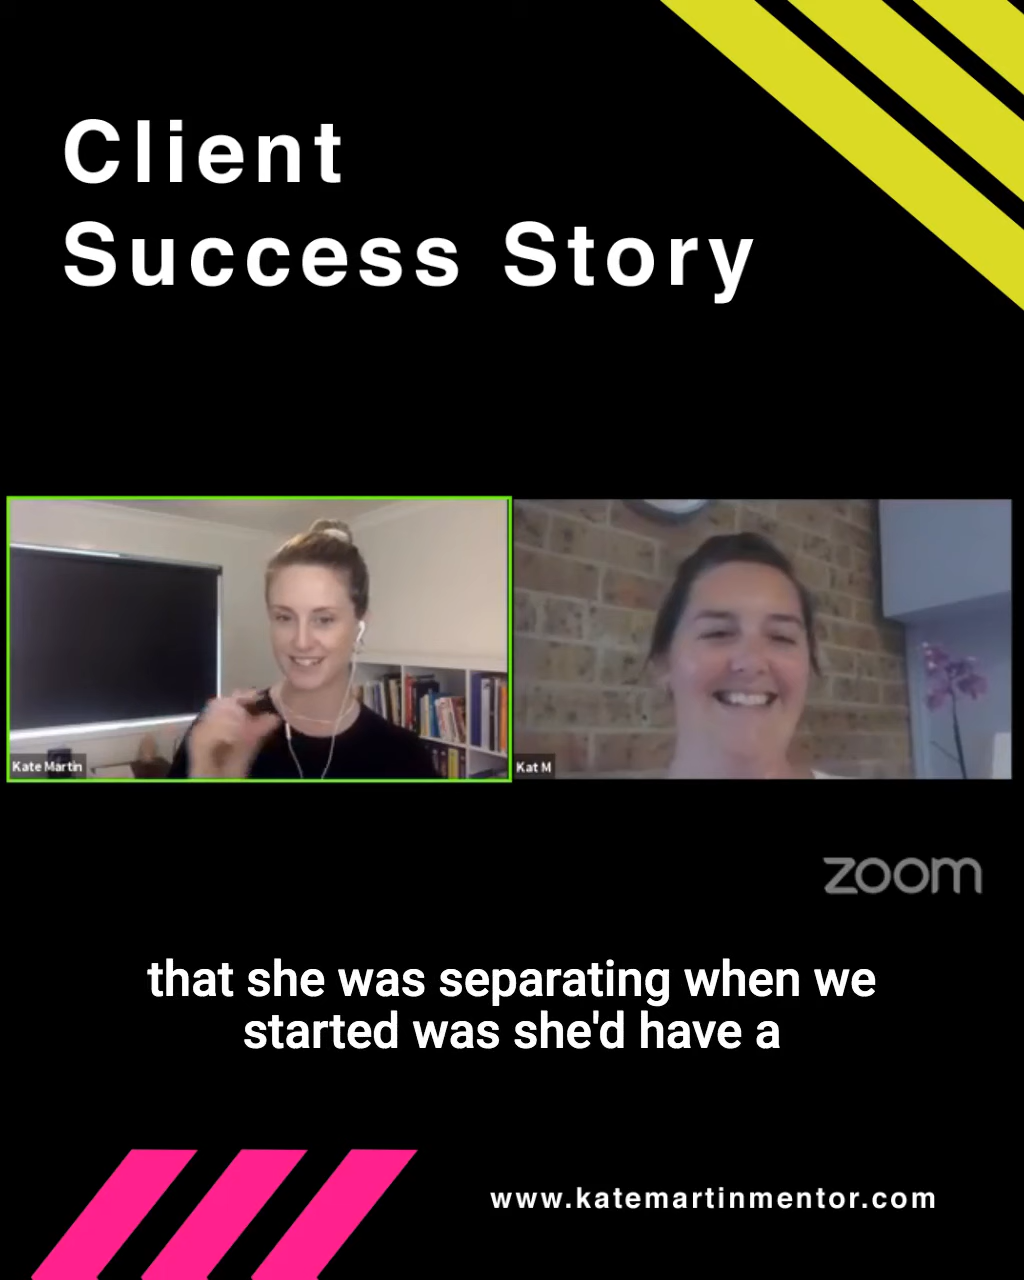 Client
Success Story
Kate Martin
Kat M
zoom
that she was separating when we
started was she'd have a
www.katemartinmentor.com